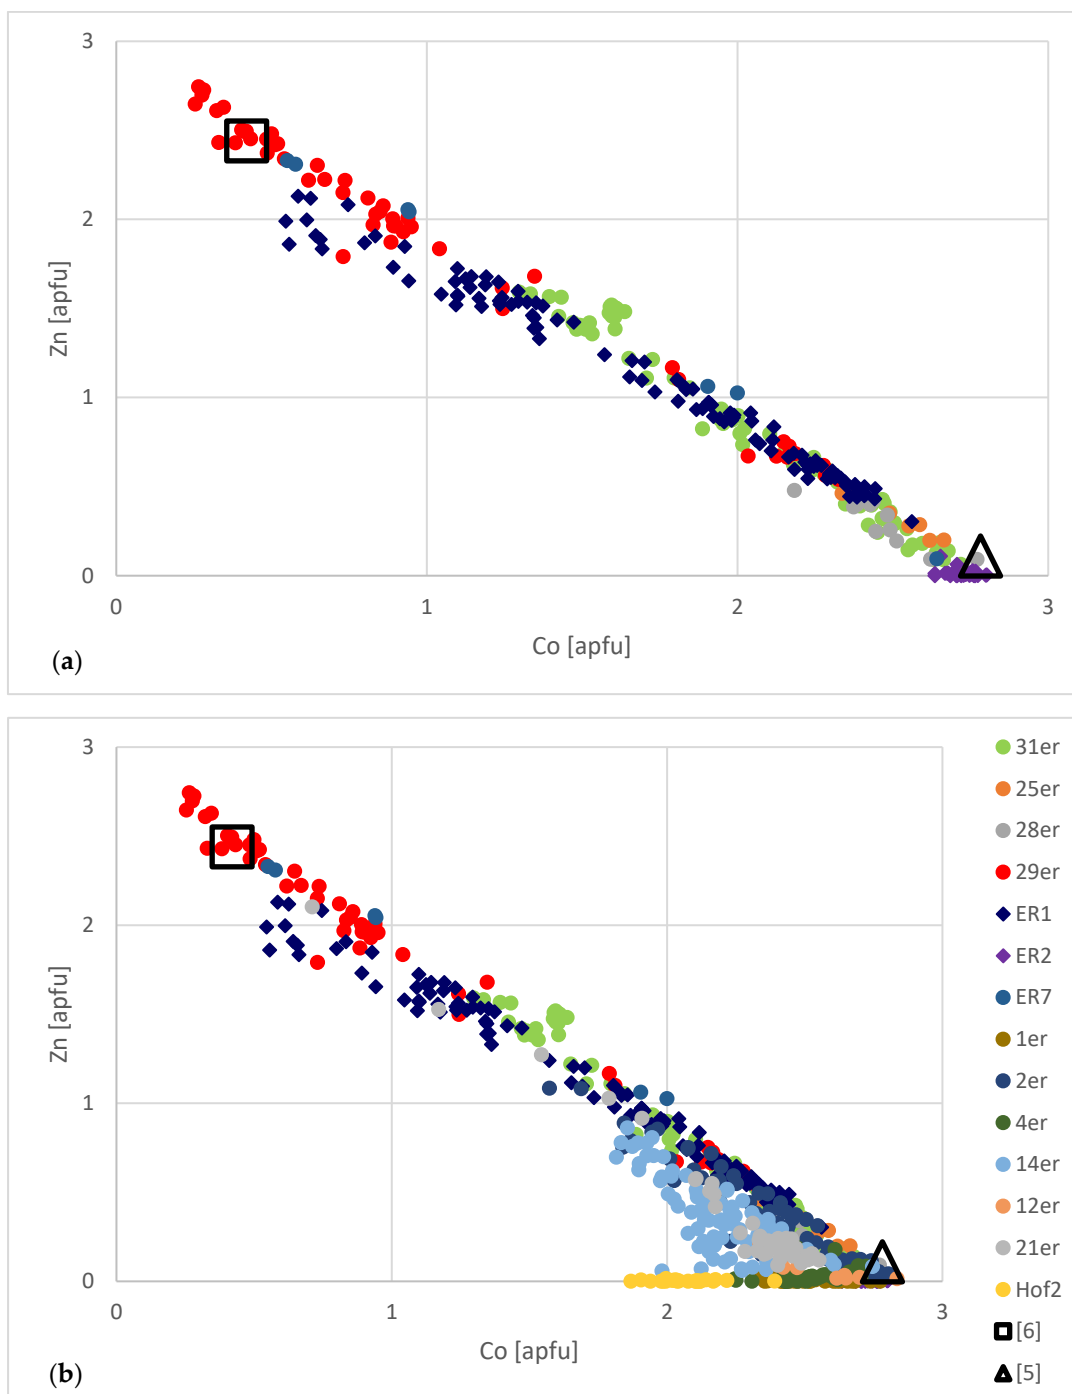 3
2
1
0
Zn [apfu]
0
1
2
3
Co [apfu]
(a)
3
2
1
0
Zn [apfu]
0
1
2
3
Co [apfu]
(b)
31er
25er
28er
29er
ER1
ER2
ER7
1er
2er
4er
14er
12er
21er
Hof2
[6]
[5]